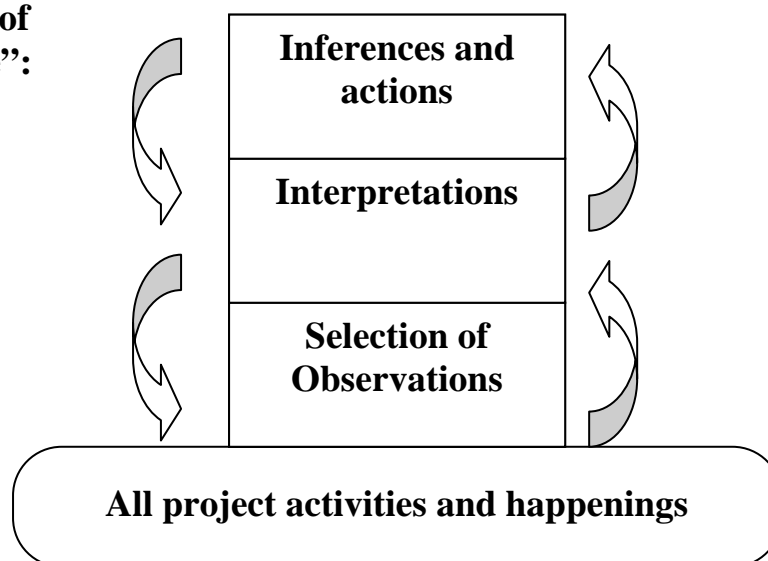 of
”:
Inferences and
actions
Interpretations
Selection of
Observations
All project activities and happenings